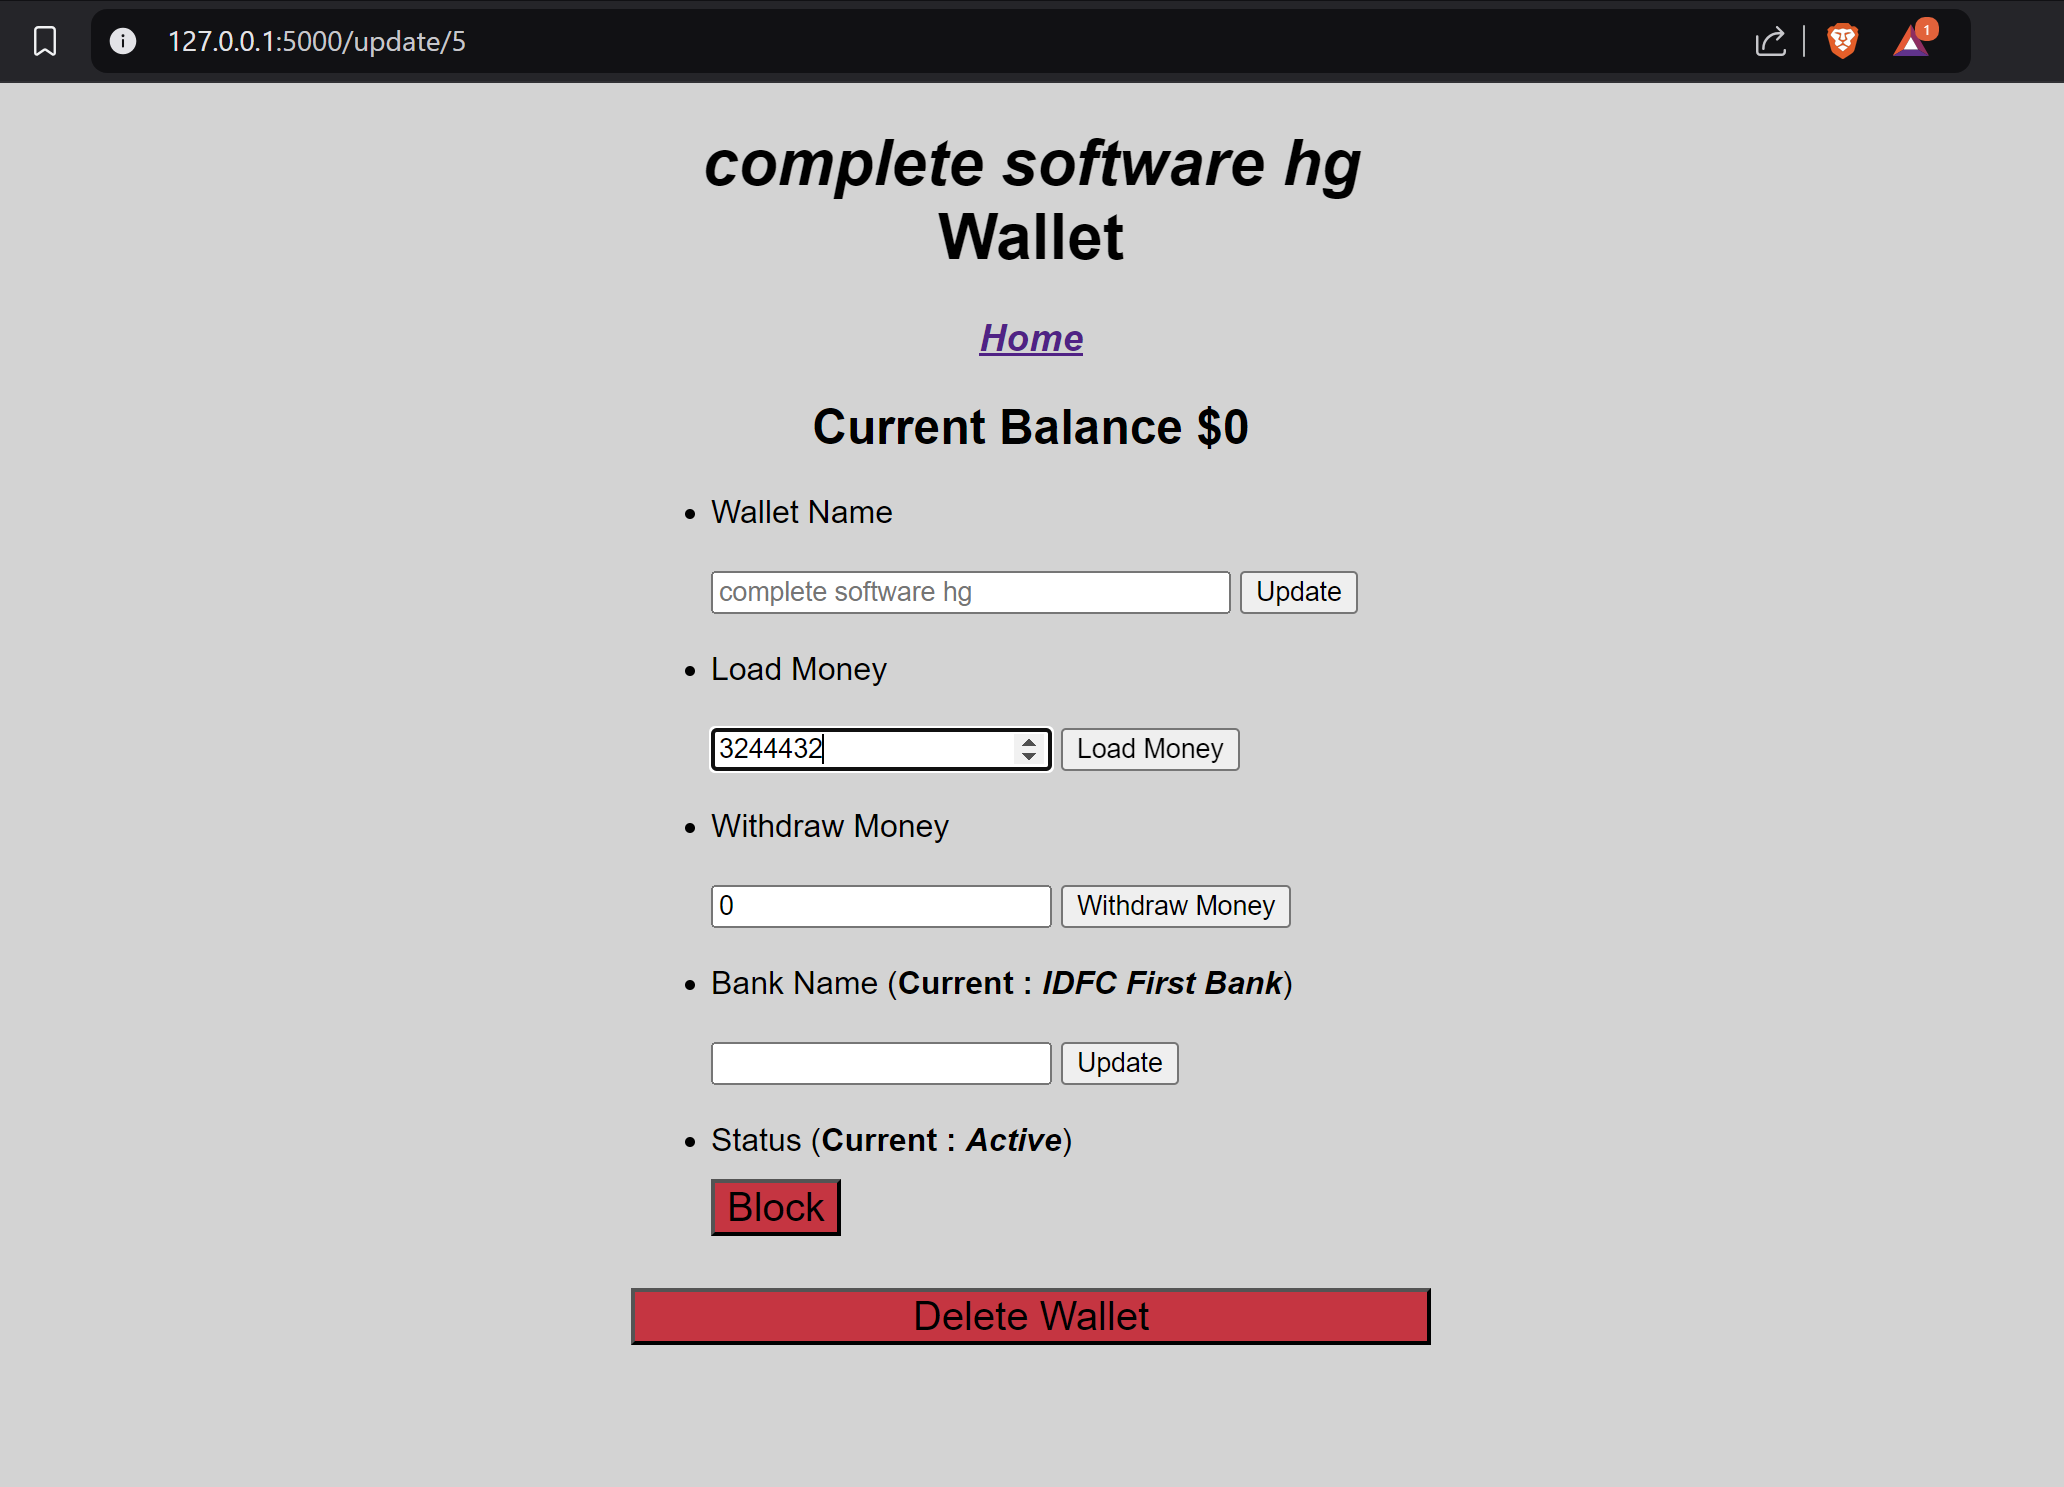 127.0.0.1:5000/update/5
1
complete software hg
Wallet
Home
Current Balance $0
Wallet Name
complete software hg Update
Load Money
3244432 Load Money
Withdraw Money
0 Withdraw Money
Bank Name (Current : IDFC First Bank)
Update
Status (Current : Active)
Block
Delete Wallet